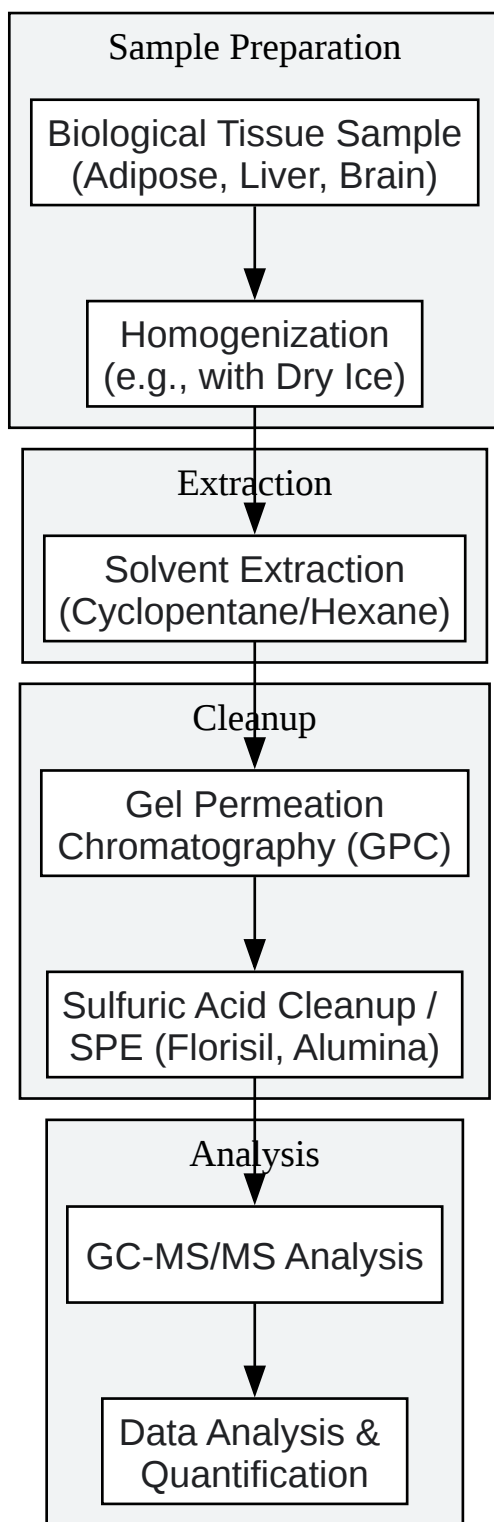 Sample Preparation
Biological Tissue Sample
(Adipose, Liver, Brain)
Homogenization
(e.g., with Dry Ice)
Extraction
Solvent Extraction
(Cyclopentane/Hexane)
Cleanup
Gel Permeation
Chromatography (GPC)
Sulfuric Acid Cleanup /
SPE (Florisil, Alumina)
Analysis
GC-MS/MS Analysis
Data Analysis &
Quantification